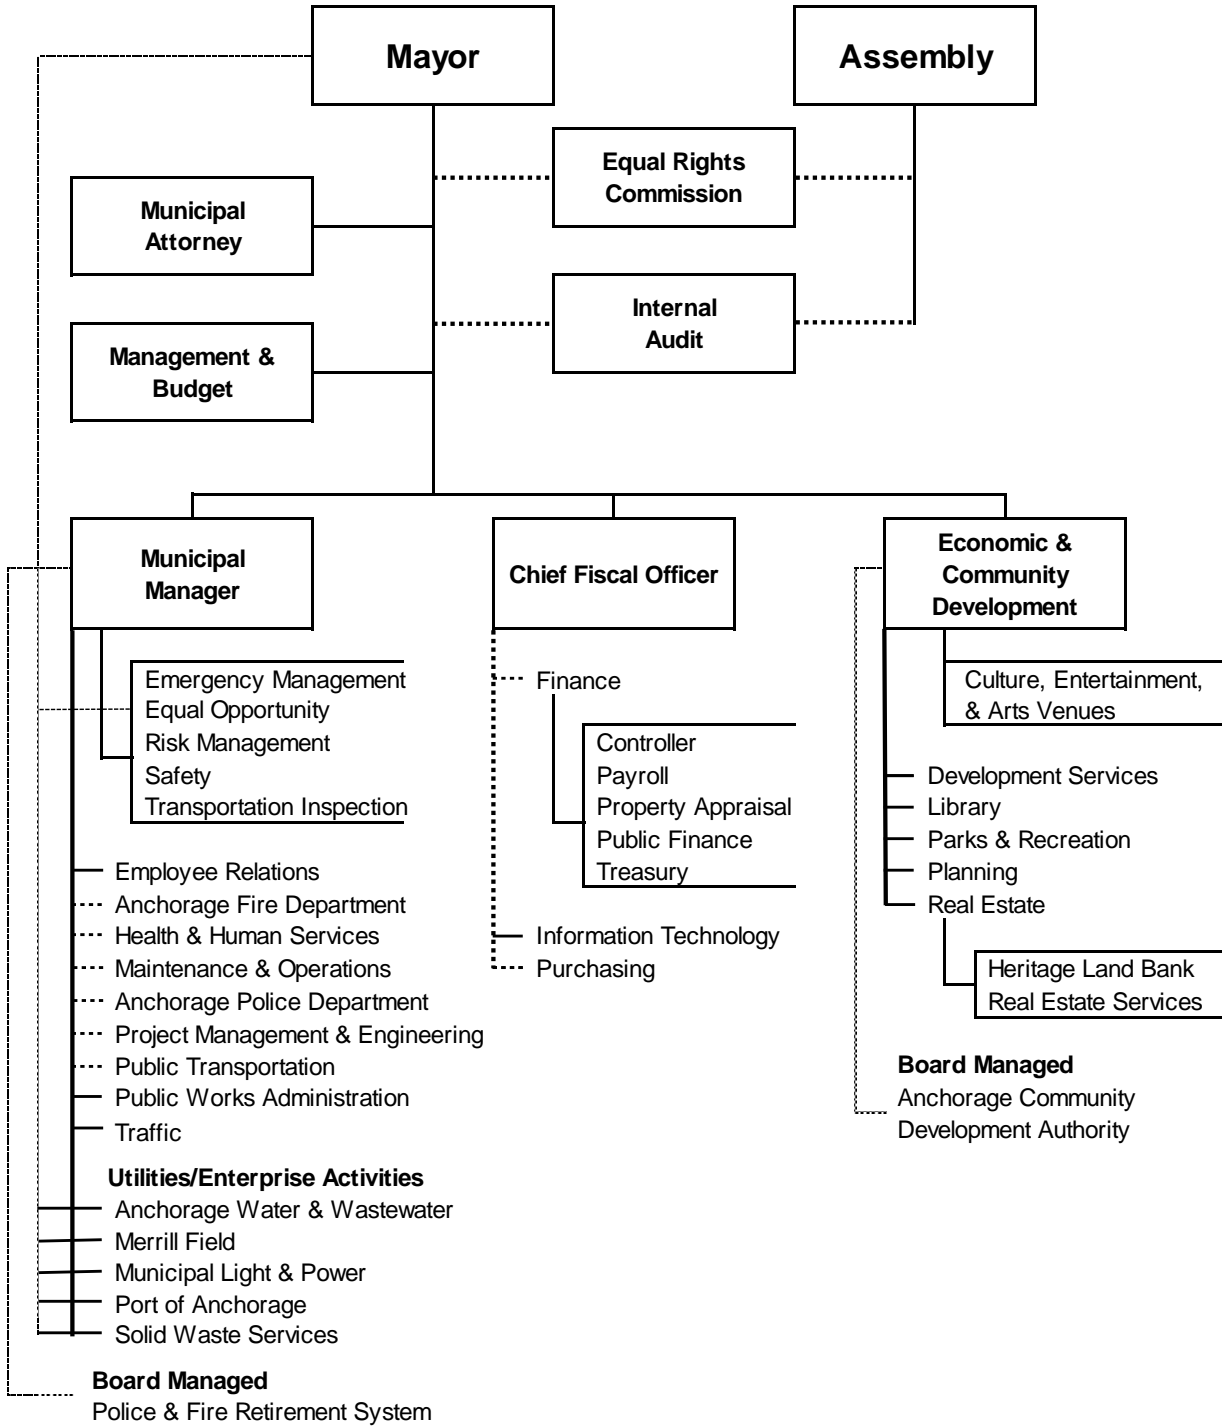 Mayor
Assembly
Equal Rights
Commission
Municipal
Attorney
Internal
Audit
Management &
Budget
Municipal
Manager
Chief Fiscal Officer
Economic &
Community
Development
Emergency Management
Equal Opportunity
Risk Management
Safety
Transportation Inspection
Employee Relations
Anchorage Fire Department
Health & Human Services
Maintenance & Operations
Anchorage Police Department
Project Management & Engineering
Public Transportation
Public Works Administration
Traffic
Utilities/Enterprise Activities
Anchorage Water & Wastewater
Merrill Field
Municipal Light & Power
Port of Anchorage
Solid Waste Services
Board Managed
Police & Fire Retirement System
Finance
Controller
Payroll
Property Appraisal
Public Finance
Treasury
Information Technology
Purchasing
Culture, Entertainment,
& Arts Venues
Development Services
Library
Parks & Recreation
Planning
Real Estate
Heritage Land Bank
Real Estate Services
Board Managed
Anchorage Community
Development Authority